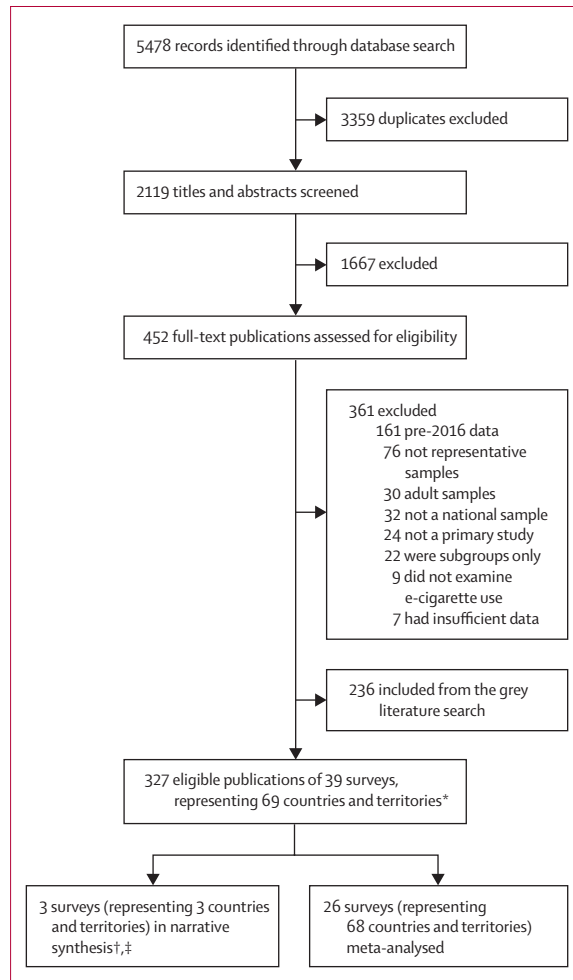 5478 records identified through database search
3359 duplicates excluded
2119 titles and abstracts screened
1667 excluded
452 full-text publications assessed for eligibility
361 excluded
161 pre-2016 data
76 not representative
samples
30 adult samples
32 not a national sample
24 not a primary study
22 were subgroups only
9 did not examine
e-cigarette use
7 had insufficient data
236 included from the grey
literature search
327 eligible publications of 39 surveys,
representing 69 countries and territories*
3 surveys (representing 3 countries
and territories) in narrative
synthesis†,‡
26 surveys (representing
68 countries and territories)
meta-analysed